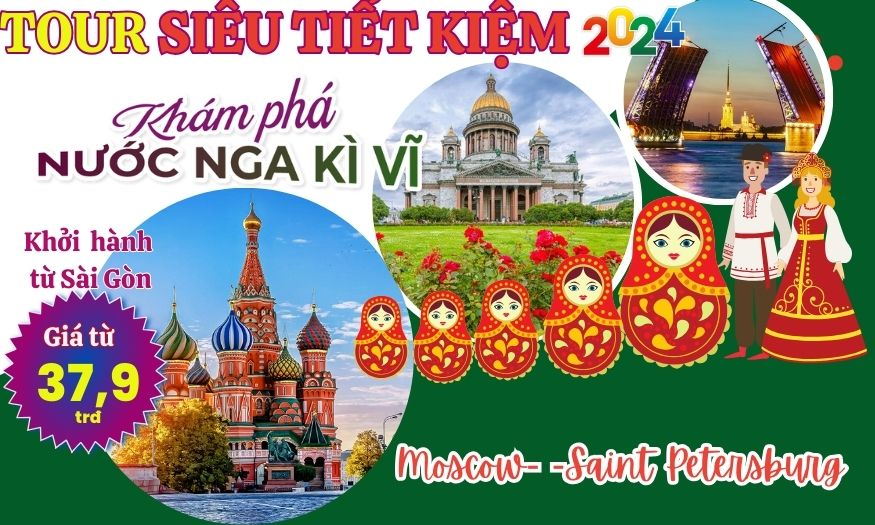 TOUR SIÊU TIẾT KIỆM 2024
Khám phá
NƯỚC NGA KÌ VĨ
Khởi hành
từ Sài Gòn
Giá từ
37,9
trđ
Moscow- -Saint Petersburg